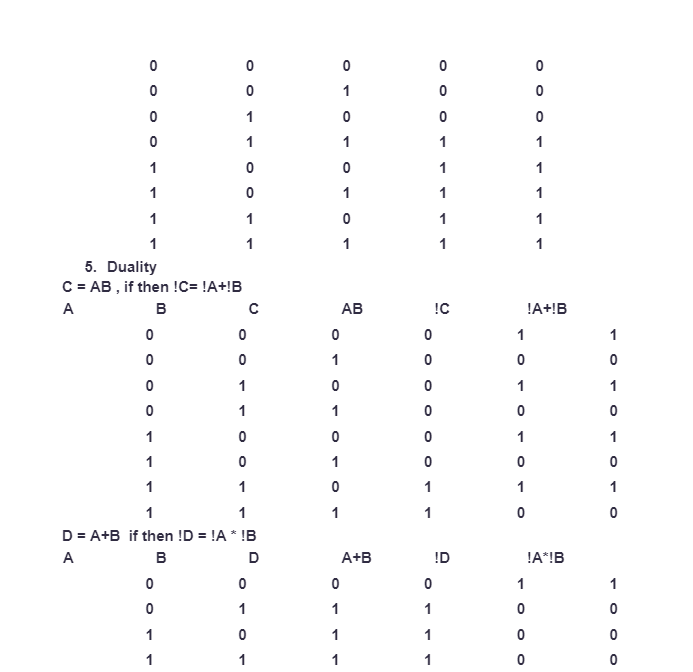 0 0 0 0 0
0 0 1 0 0
0 1 0 0 0
0 1 1 1 1
1 0 0 1 1
1 0 1 1 1
1 1 0 1 1
1 1 1 1 1
5. Duality
C = AB , if then !C= !A+!B
A B C AB !C !A+!B
0 0 0 0 1 1
0 0 1 0 0 0
0 1 0 0 1 1
0 1 1 0 0 0
1 0 0 0 1 1
1 0 1 0 0 0
1 1 0 1 1 1
1 1 1 1 0 0
D = A+B if then !D = !A * !B
A B D A+B !D !A*!B
0 0 0 0 1 1
0 1 1 1 0 0
1 0 1 1 0 0
1 1 1 1 0 0